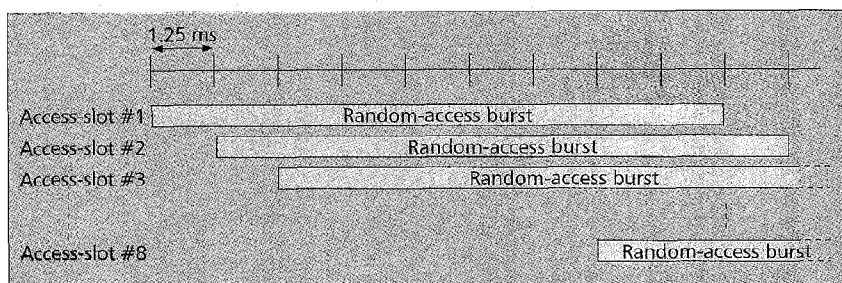 1.25 ms
Access slot #1 Random-access burst
Access-slot #2 Random-access burst
Access-slot #3 Random-access burst
Access-slot #8 Random-access burst